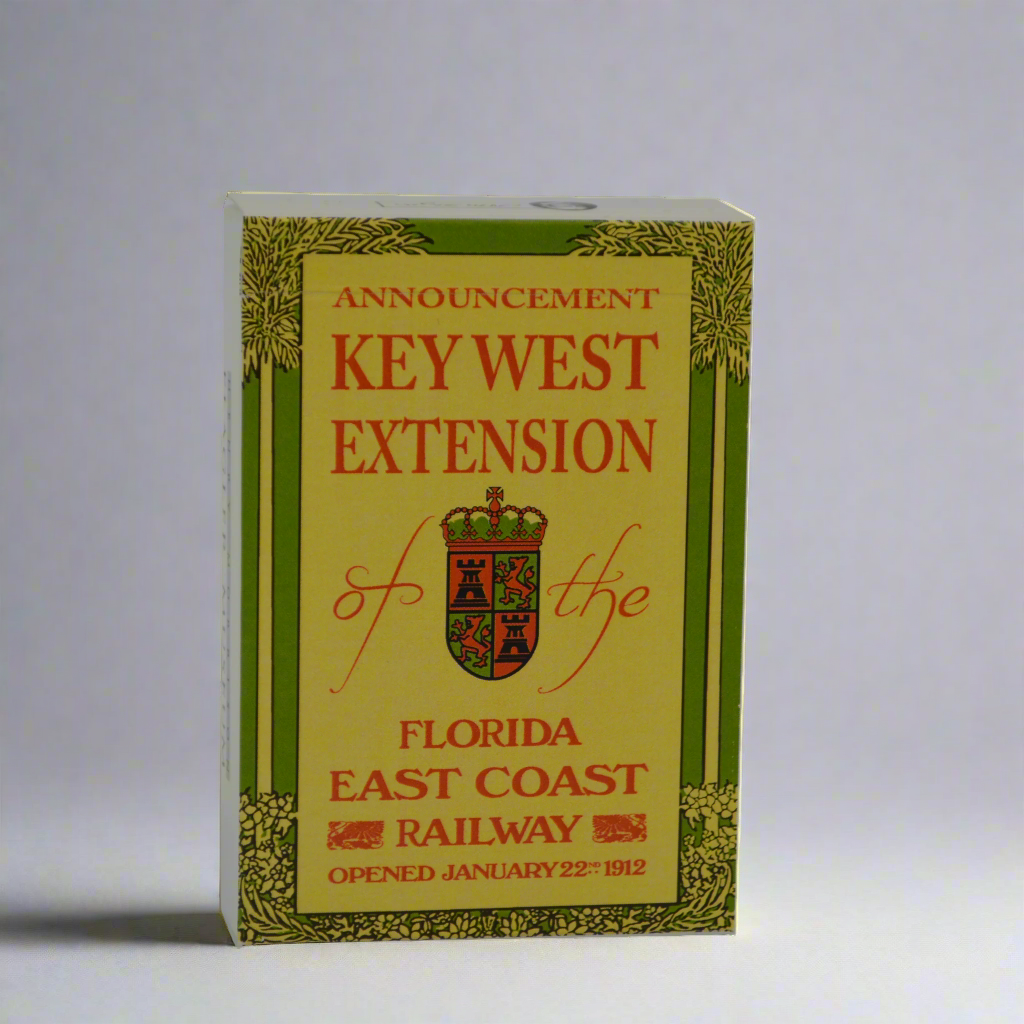 ANNOUNCEMENT
KEY WEST
EXTENSION
of the
FLORIDA
EAST COAST
RAILWAY
OPENED JANUARY 22ND 1912